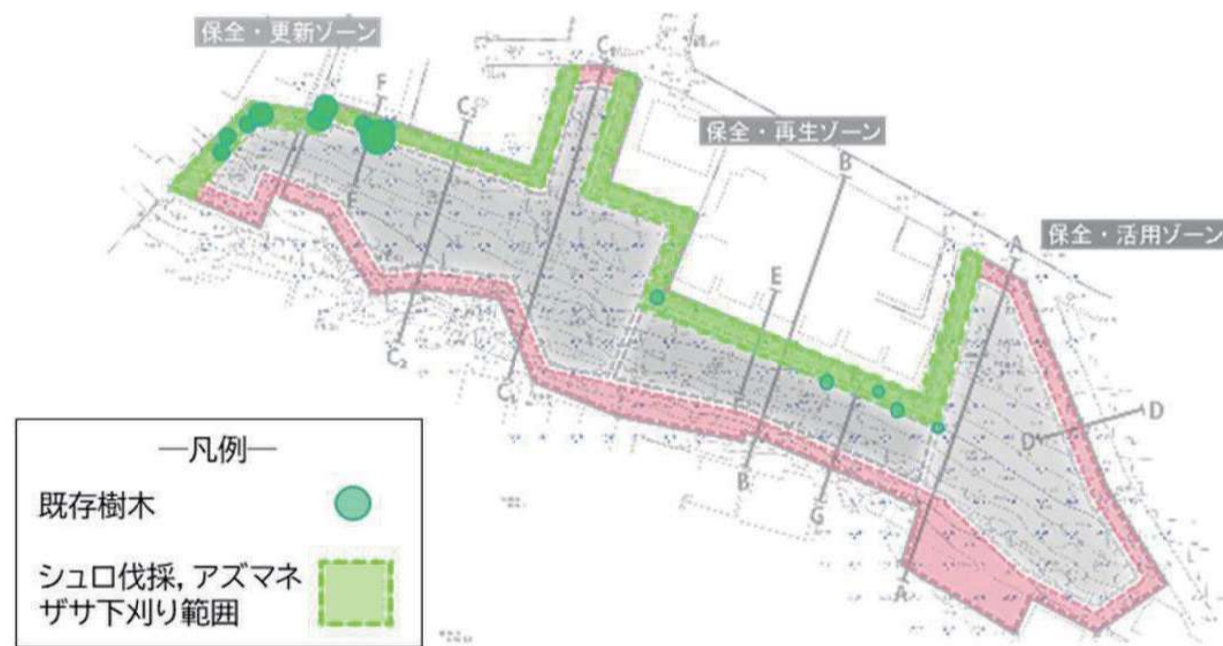 保全・更新ゾーン
C₁
F
C₂
保全・再生ゾーン
B
保全・活用ゾーン
A
E
F
E
D
D'
C₂
C₁
B
G
A
―凡例―
既存樹木
シュロ伐採，アズマネ
ザサ下刈り範囲